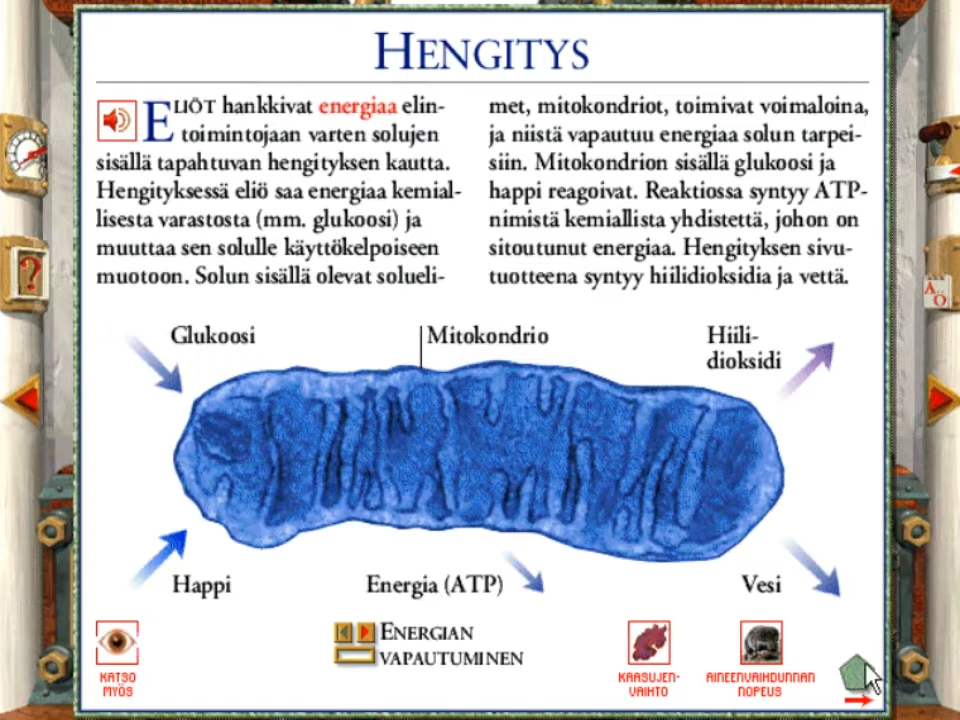 HENGITYS
ELIÖT hankkivat energiaa elin-
toimintojaan varten solujen
sisällä tapahtuvan hengityksen kautta.
Hengityksessä eliö saa energiaa kemial-
lisesta varastosta (mm. glukoosi) ja
muuttaa sen solulle käyttökelpoiseen
muotoon. Solun sisällä olevat solueli-
met, mitokondriot, toimivat voimaloina,
ja niistä vapautuu energiaa solun tarpei-
siin. Mitokondrion sisällä glukoosi ja
happi reagoivat. Reaktiossa syntyy ATP-
nimistä kemiallista yhdistettä, johon on
sitoutunut energiaa. Hengityksen sivu-
tuotteena syntyy hiilidioksidia ja vettä.
Glukoosi
Mitokondrio
Hiili-
dioksidi
Happi
Energia (ATP)
Vesi
ENERGIAN
VAPAUTUMINEN
KATSO
MYÖS
KAASUJEN-
VAIHTO
AINEENVAIHDUNNAN
NOPEUS
?
A...
O